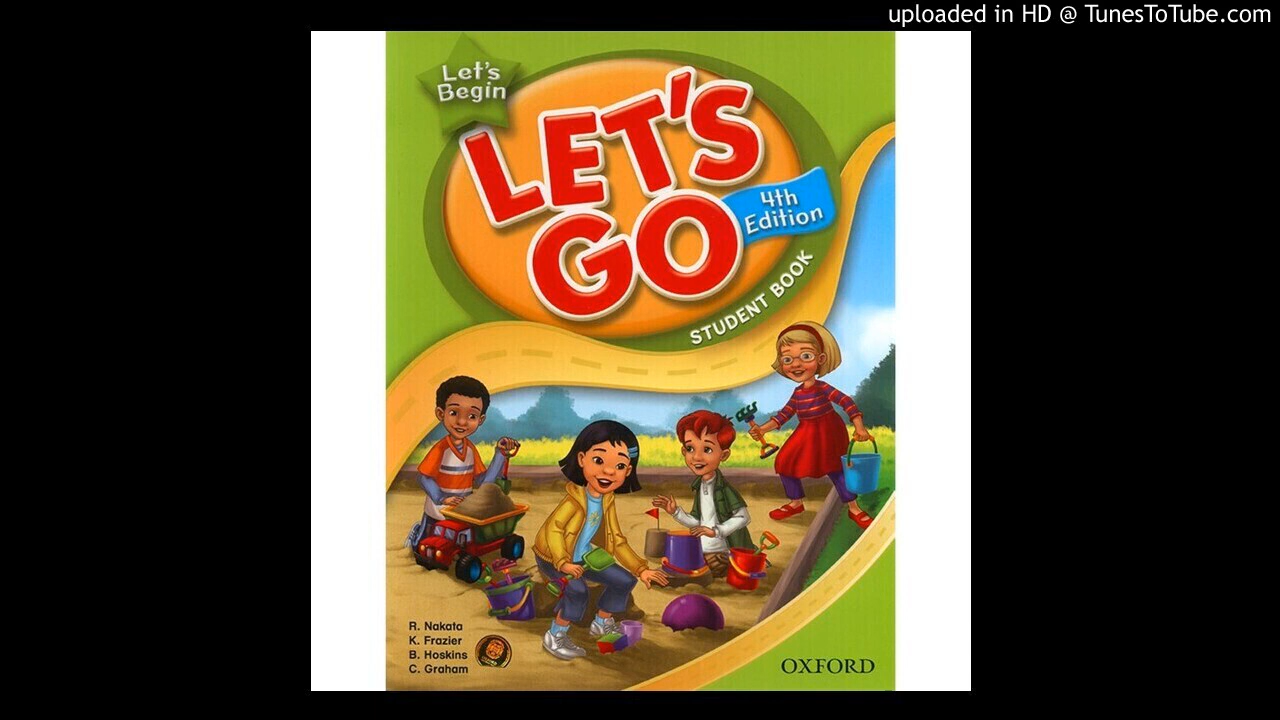 uploaded in HD @ TunesToTube.com
Let's
Begin
LET'S
GO
4th
Edition
STUDENT BOOK
R. Nakata
K. Frazier
B. Hoskins
C. Graham
OXFORD